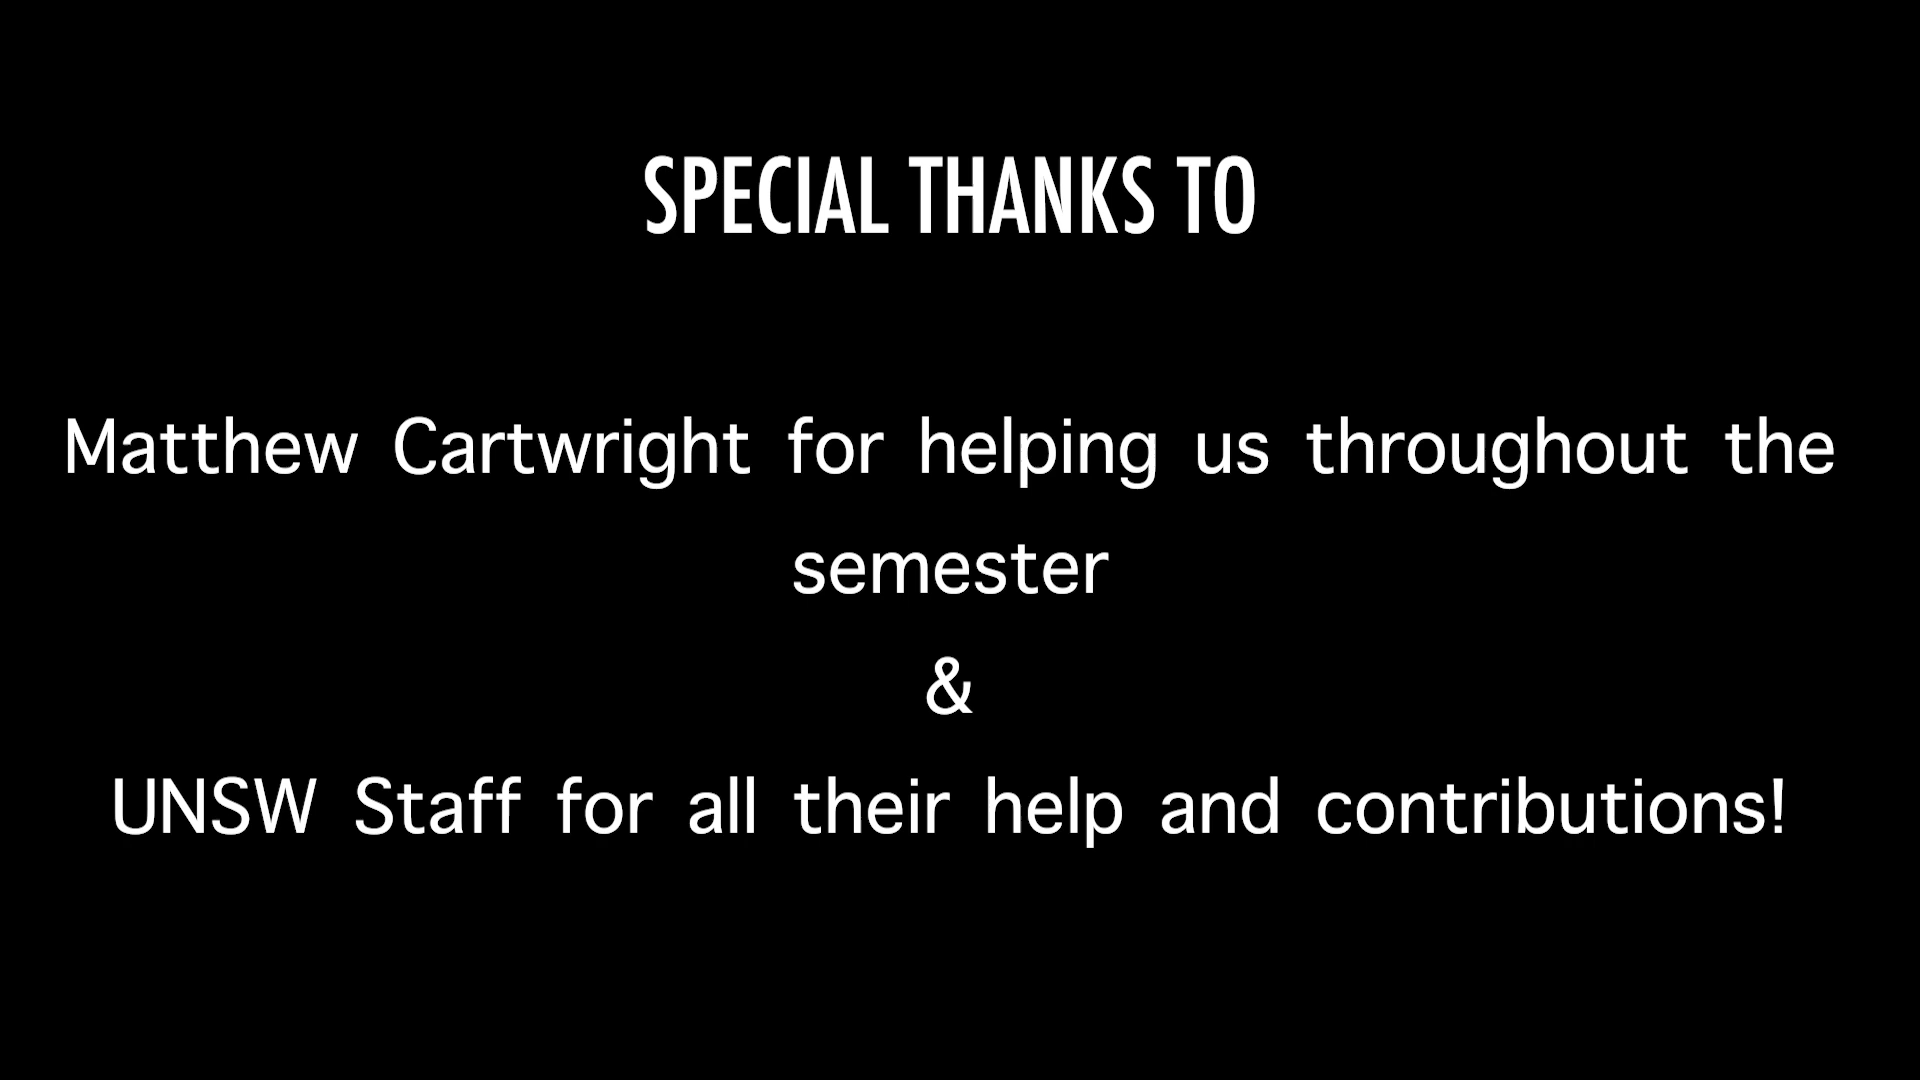 SPECIAL THANKS TO
Matthew Cartwright for helping us throughout the
semester
&
UNSW Staff for all their help and contributions!